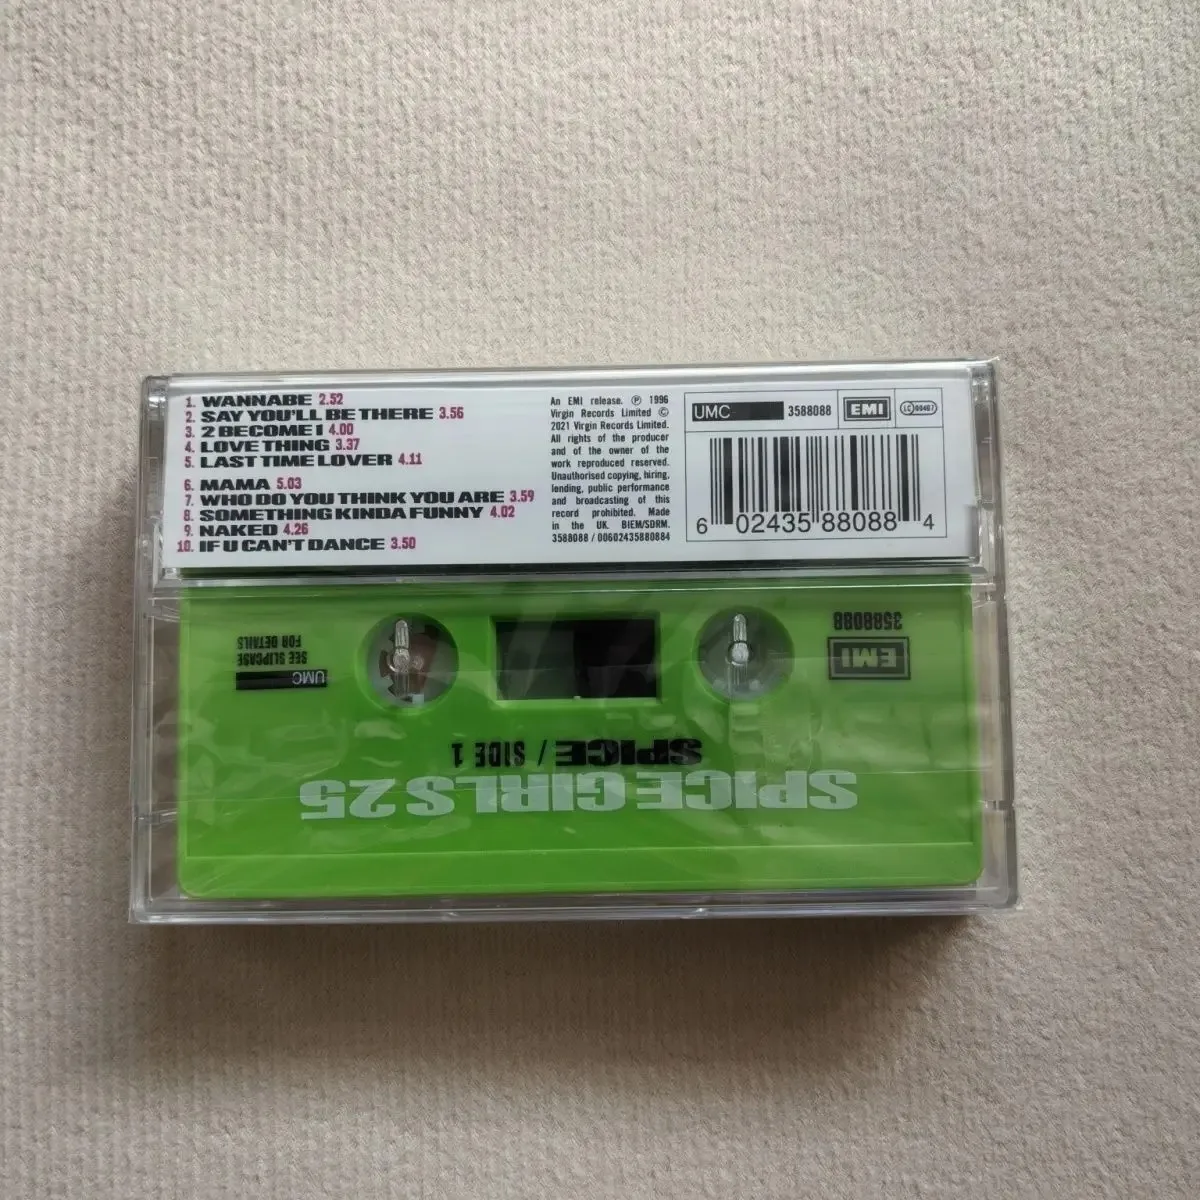 1. WANNABE 2.52
2. SAY YOU'LL BE THERE 3.56
3. 2 BECOME 1 4.00
4. LOVE THING 3.37
5. LAST TIME LOVER 4.11
6. MAMA 5.03
7. WHO DO YOU THINK YOU ARE 3.59
8. SOMETHING KINDA FUNNY 4.02
9. NAKED 4.26
10. IF U CAN'T DANCE 3.50
An EMI release. ℗ 1996
Virgin Records Limited ©
2021 Virgin Records Limited.
All rights of the producer
and of the owner of the
work reproduced reserved.
Unauthorised copying, hiring,
lending, public performance
and broadcasting of this
record prohibited. Made
in the UK. BIEM/SDRM.
3588088 / 00602435880884
UMC 3588088 EMI LC 00467
6 02435 88088 4
SPICE GIRLS 25
SPICE / SIDE 1
EMI
3588088
UMC
SEE SLIPCASE
FOR DETAILS